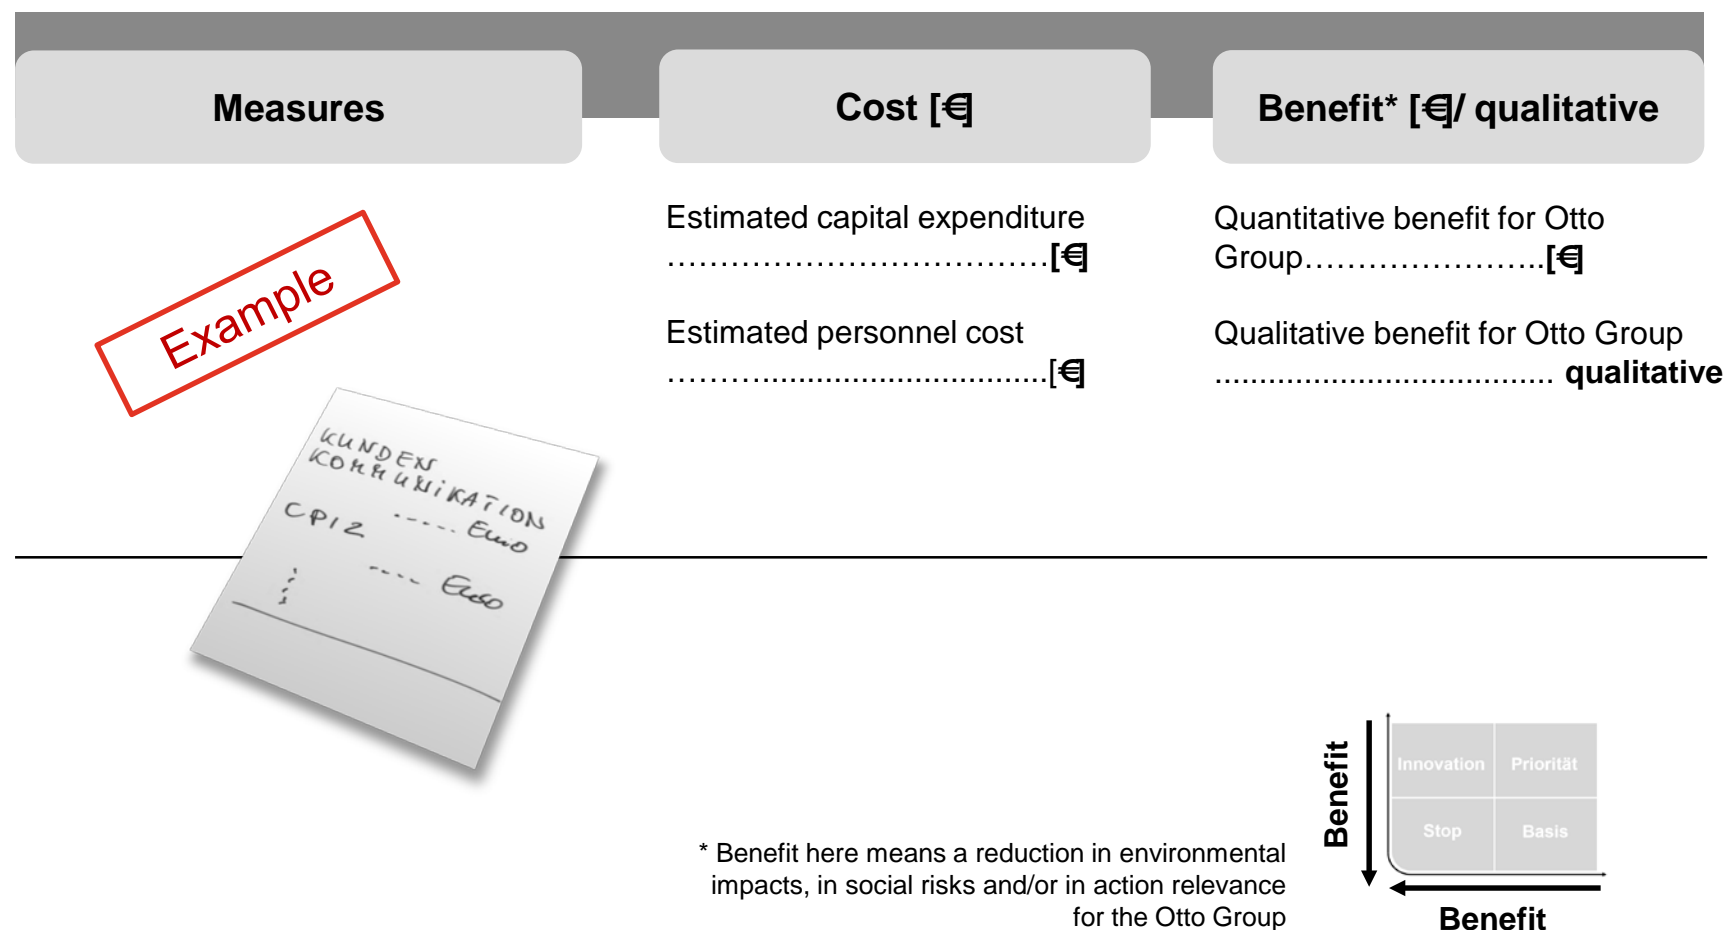 Measures
Cost [€]
Benefit* [€]/ qualitative
Estimated capital expenditure
………………………………[€]
Estimated personnel cost
………................................[€]
Quantitative benefit for Otto
Group…………………..[€]
Qualitative benefit for Otto Group
...................................... qualitative
Example
KUNDEN
KOMMUNIKATION
CP12 ..... Euro
.... Euro
Benefit
Innovation Priorität
Stop Basis
Benefit
* Benefit here means a reduction in environmental
impacts, in social risks and/or in action relevance
for the Otto Group